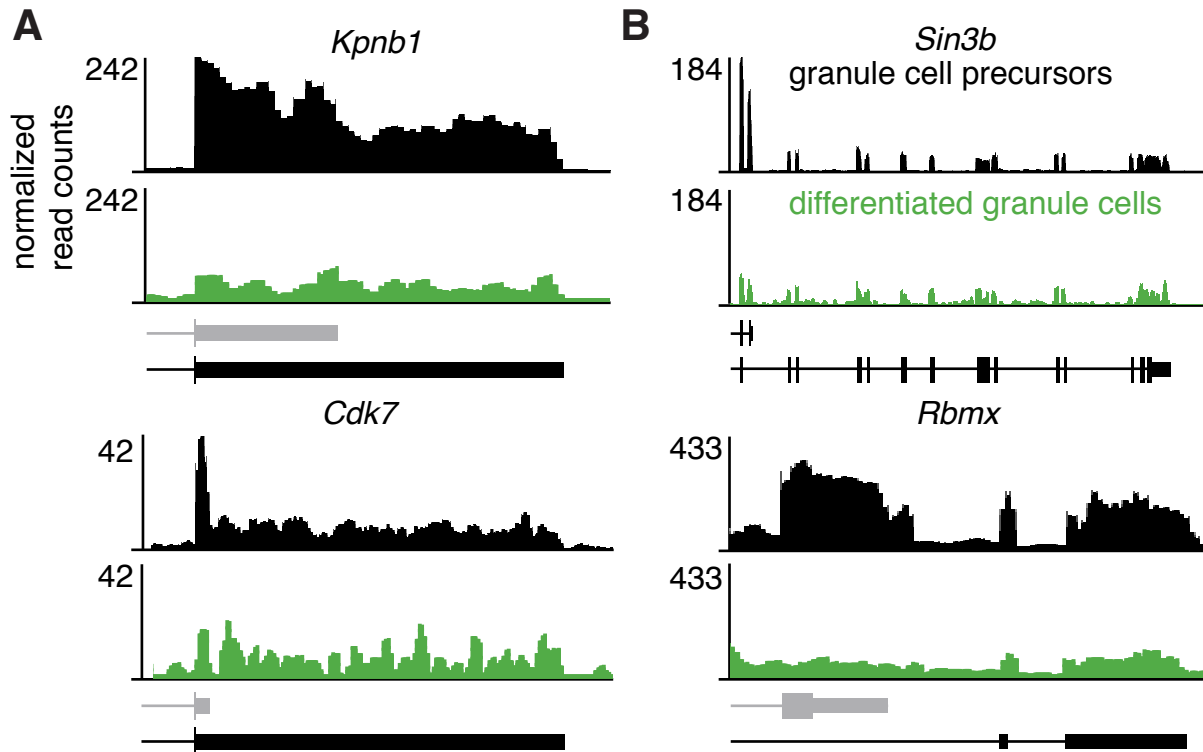 A
B
Kpnb1
Sin3b
242
184
granule cell precursors
normalized
read counts
242
184
differentiated granule cells
Cdk7
Rbmx
42
433
42
433